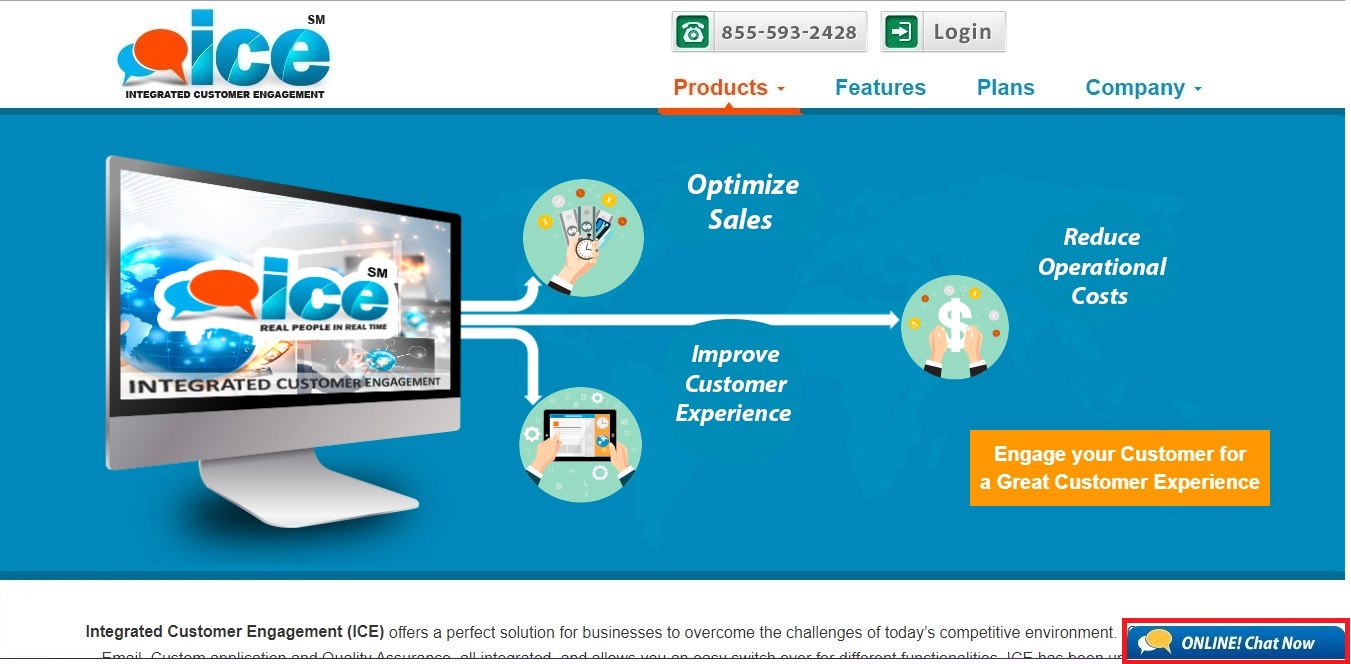 ice SM
INTEGRATED CUSTOMER ENGAGEMENT
855-593-2428
Login
Products
Features
Plans
Company
ice SM
REAL PEOPLE IN REAL TIME
INTEGRATED CUSTOMER ENGAGEMENT
Optimize
Sales
Improve
Customer
Experience
Reduce
Operational
Costs
Engage your Customer for
a Great Customer Experience
Integrated Customer Engagement (ICE) offers a perfect solution for businesses to overcome the challenges of today’s competitive environment.
Email, Custom application and Quality Assurance, all integrated, and allows you an easy switch over for different functionalities. ICE has been
ONLINE! Chat Now